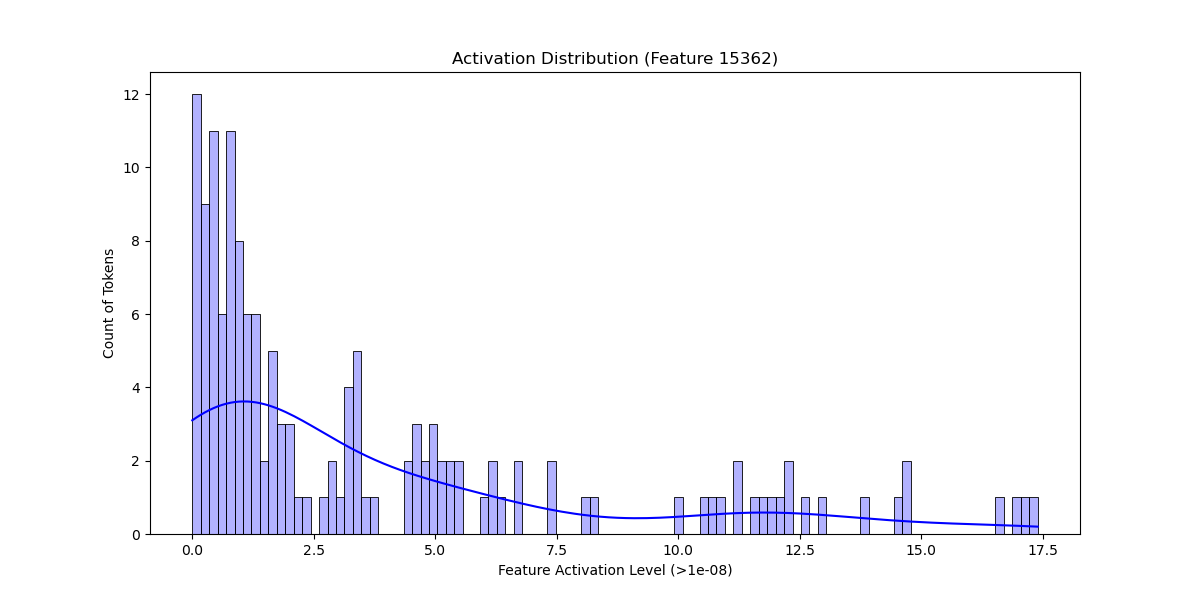 Activation Distribution (Feature 15362)
12
10
8
6
4
2
0
Count of Tokens
0.0 2.5 5.0 7.5 10.0 12.5 15.0 17.5
Feature Activation Level (>1e-08)